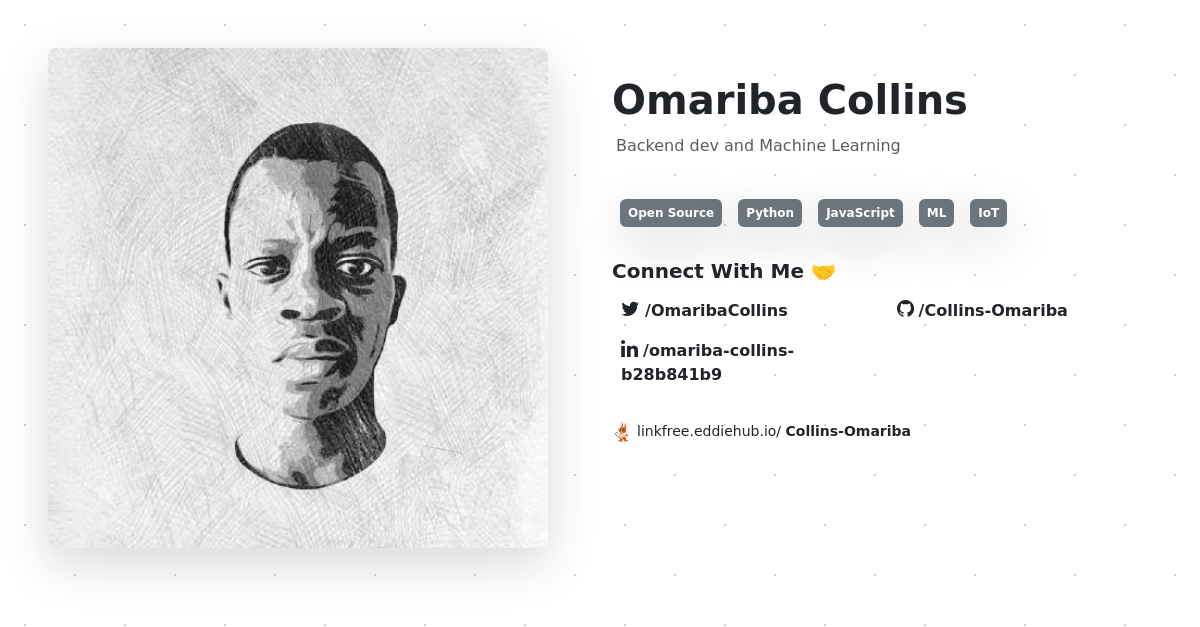 Omariba Collins
Backend dev and Machine Learning
Open Source Python JavaScript ML IoT
Connect With Me 🤝
/OmaribaCollins /Collins-Omariba
/omariba-collins-
b28b841b9
linkfree.eddiehub.io/ Collins-Omariba